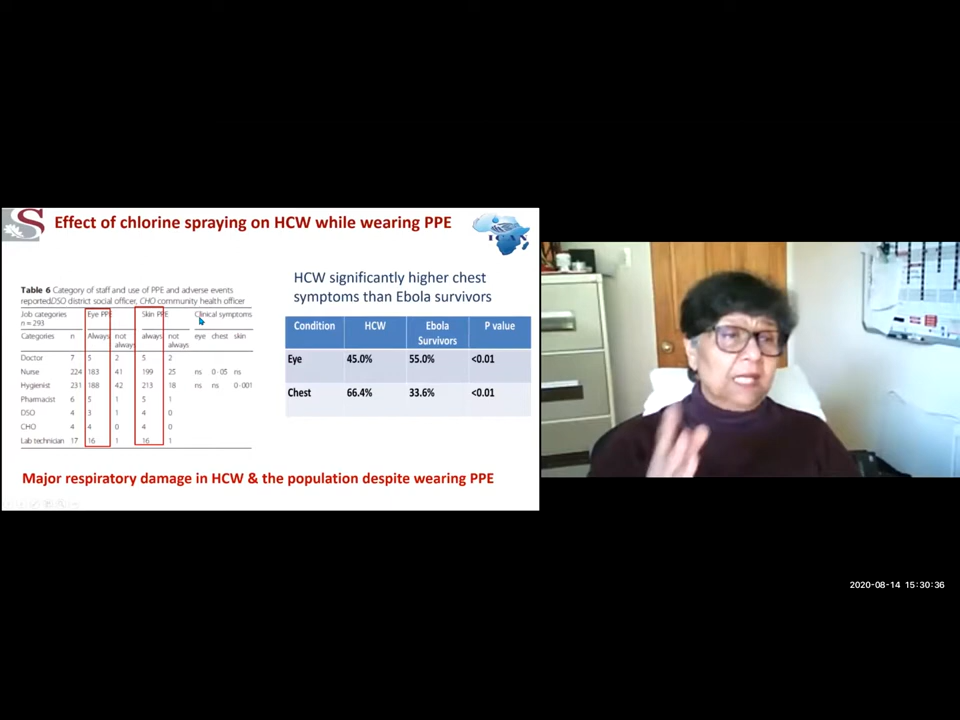 S
Effect of chlorine spraying on HCW while wearing PPE
ICAN
HCW significantly higher chest
symptoms than Ebola survivors
Table 6 Category of staff and use of PPE and adverse events
reported.DSO district social officer, CHO community health officer
Job categories Eye PPE Skin PPE Clinical symptoms
n = 293
Categories n Always not always always not always eye chest skin
Doctor 7 5 2 5 2
Nurse 224 183 41 199 25 ns 0·05 ns
Hygienist 231 188 42 213 18 ns ns 0·001
Pharmacist 6 5 1 5 1
DSO 4 3 1 4 0
CHO 4 4 0 4 0
Lab technician 17 16 1 16 1
Condition HCW Ebola Survivors P value
Eye 45.0% 55.0% <0.01
Chest 66.4% 33.6% <0.01
Major respiratory damage in HCW & the population despite wearing PPE
2020-08-14 15:30:36